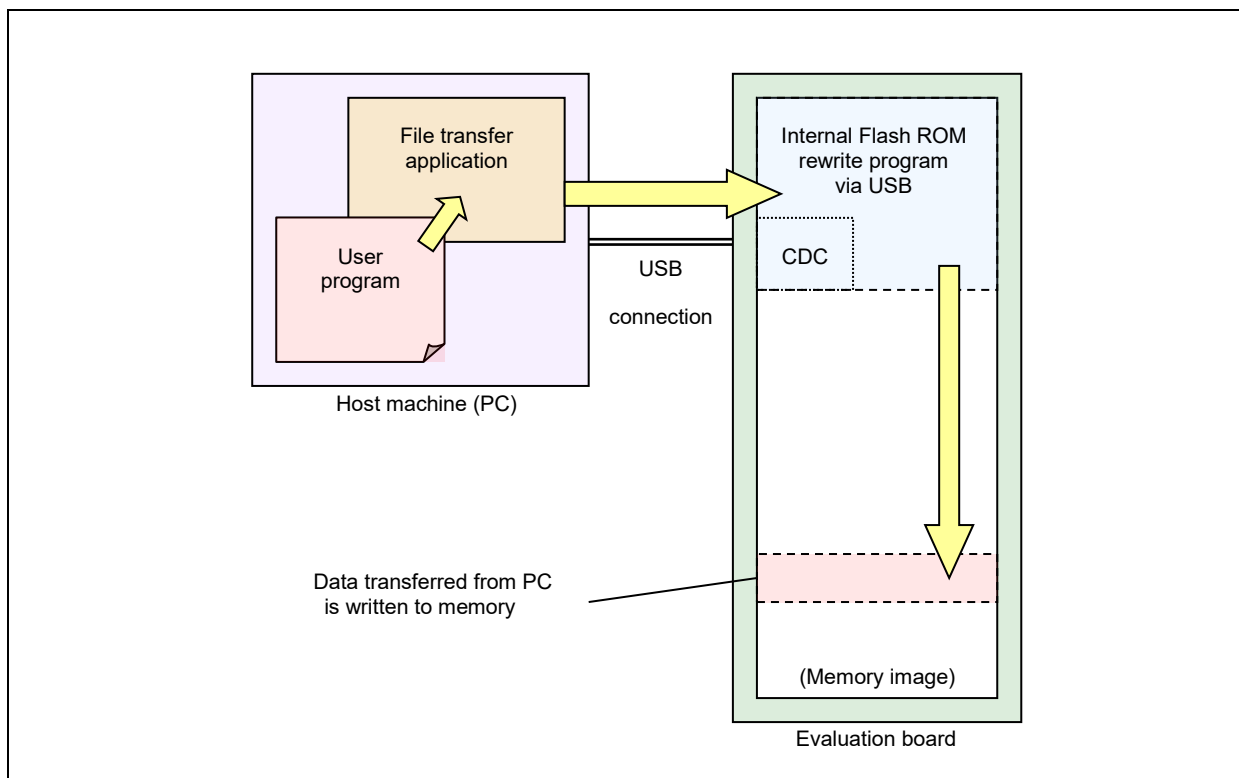 File transfer
application
User
program
Host machine (PC)
USB
connection
Internal Flash ROM
rewrite program
via USB
CDC
Data transferred from PC
is written to memory
(Memory image)
Evaluation board